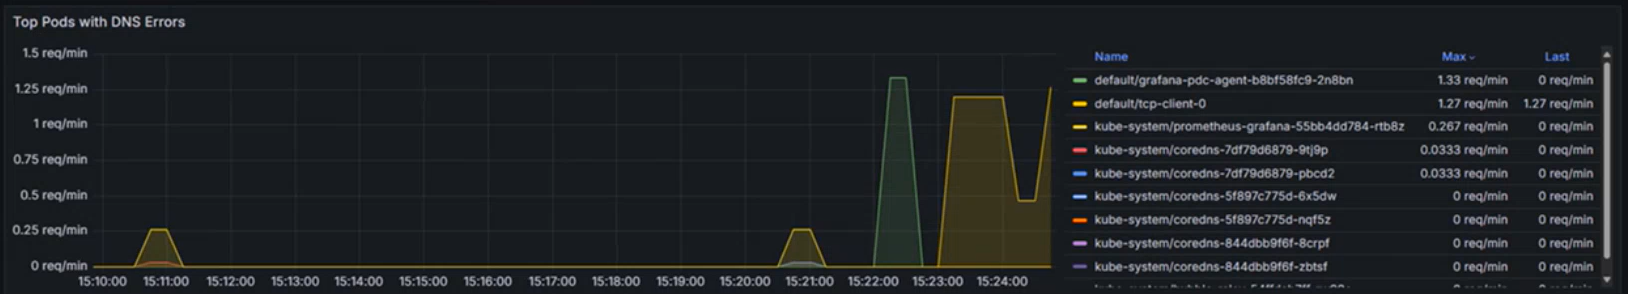 Top Pods with DNS Errors
1.5 req/min
1.25 req/min
1 req/min
0.75 req/min
0.5 req/min
0.25 req/min
0 req/min
15:10:00 15:11:00 15:12:00 15:13:00 15:14:00 15:15:00 15:16:00 15:17:00 15:18:00 15:19:00 15:20:00 15:21:00 15:22:00 15:23:00 15:24:00
Name Max Last
default/grafana-pdc-agent-b8bf58fc9-2n8bn 1.33 req/min 0 req/min
default/tcp-client-0 1.27 req/min 1.27 req/min
kube-system/prometheus-grafana-55bb4dd784-rtb8z 0.267 req/min 0 req/min
kube-system/coredns-7df79d6879-9tj9p 0.0333 req/min 0 req/min
kube-system/coredns-7df79d6879-pbcd2 0.0333 req/min 0 req/min
kube-system/coredns-5f897c775d-6x5dw 0 req/min 0 req/min
kube-system/coredns-5f897c775d-nqf5z 0 req/min 0 req/min
kube-system/coredns-844dbb9f6f-8crpf 0 req/min 0 req/min
kube-system/coredns-844dbb9f6f-zbtsf 0 req/min 0 req/min